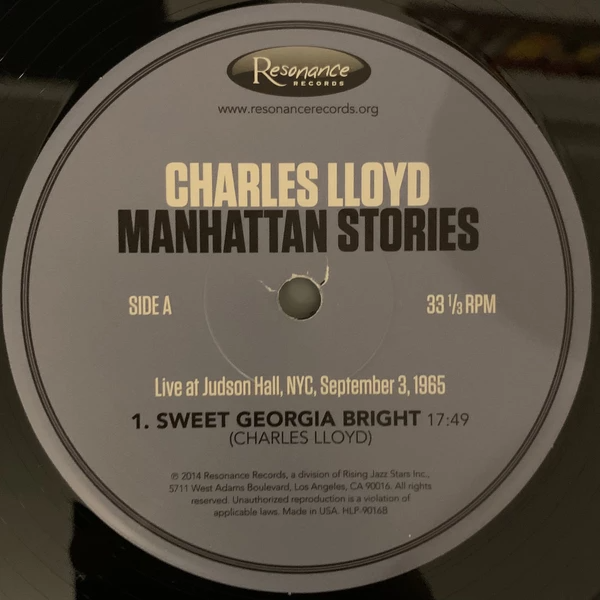 Resonance
RECORDS
www.resonancerecords.org
CHARLES LLOYD
MANHATTAN STORIES
SIDE A
33 ⅓ RPM
Live at Judson Hall, NYC, September 3, 1965
1. SWEET GEORGIA BRIGHT 17:49
(CHARLES LLOYD)
℗ 2014 Resonance Records, a division of Rising Jazz Stars Inc.,
5711 West Adams Boulevard, Los Angeles, CA 90016. All rights
reserved. Unauthorized reproduction is a violation of
applicable laws. Made in USA. HLP-9016B